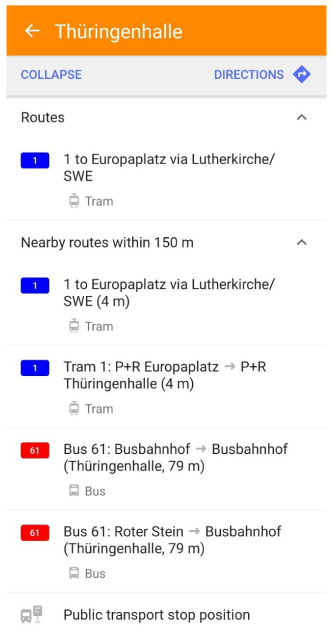 ← Thüringenhalle
COLLAPSE DIRECTIONS
Routes
1 1 to Europaplatz via Lutherkirche/
SWE
Tram
Nearby routes within 150 m
1 1 to Europaplatz via Lutherkirche/
SWE (4 m)
Tram
1 Tram 1: P+R Europaplatz → P+R
Thüringenhalle (4 m)
Tram
61 Bus 61: Busbahnhof → Busbahnhof
(Thüringenhalle, 79 m)
Bus
61 Bus 61: Roter Stein → Busbahnhof
(Thüringenhalle, 79 m)
Bus
Public transport stop position